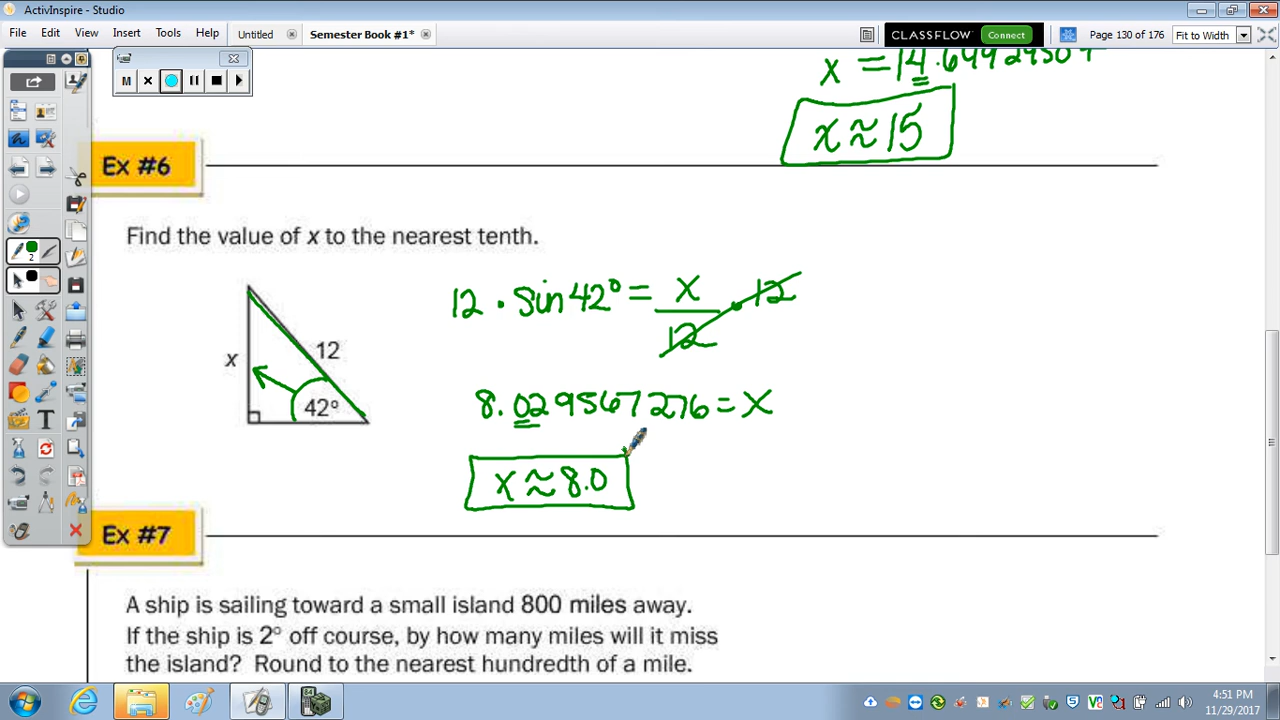 ActivInspire - Studio
File Edit View Insert Tools Help Untitled Semester Book #1* CLASSFLOW Connect Page 130 of 176 Fit to Width
M
x ≈ 15
Ex #6
Find the value of x to the nearest tenth.
12 · sin 42° = x / 12 · 12
x
12
42°
8.029567276 = x
x ≈ 8.0
Ex #7
A ship is sailing toward a small island 800 miles away.
If the ship is 2° off course, by how many miles will it miss
the island? Round to the nearest hundredth of a mile.
4:51 PM
11/29/2017